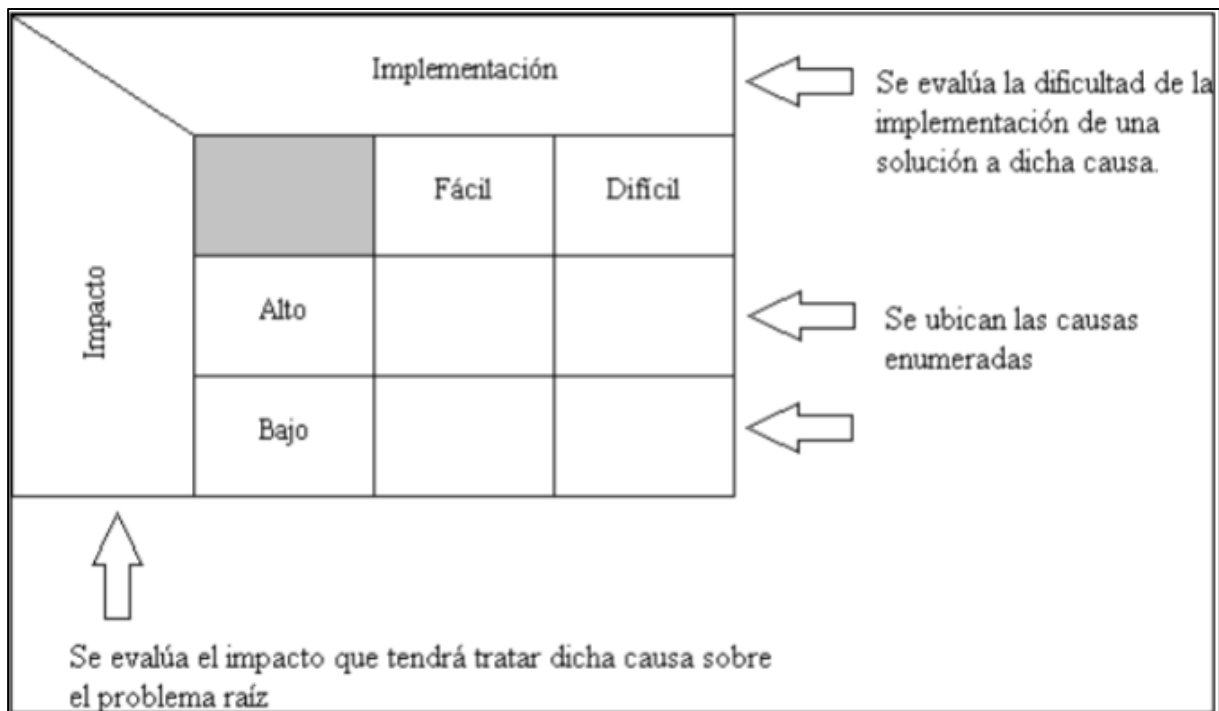 Implementación
Se evalúa la dificultad de la
implementación de una
solución a dicha causa.
Fácil
Difícil
Impacto
Alto
Se ubican las causas
enumeradas
Bajo
Se evalúa el impacto que tendrá tratar dicha causa sobre
el problema raíz